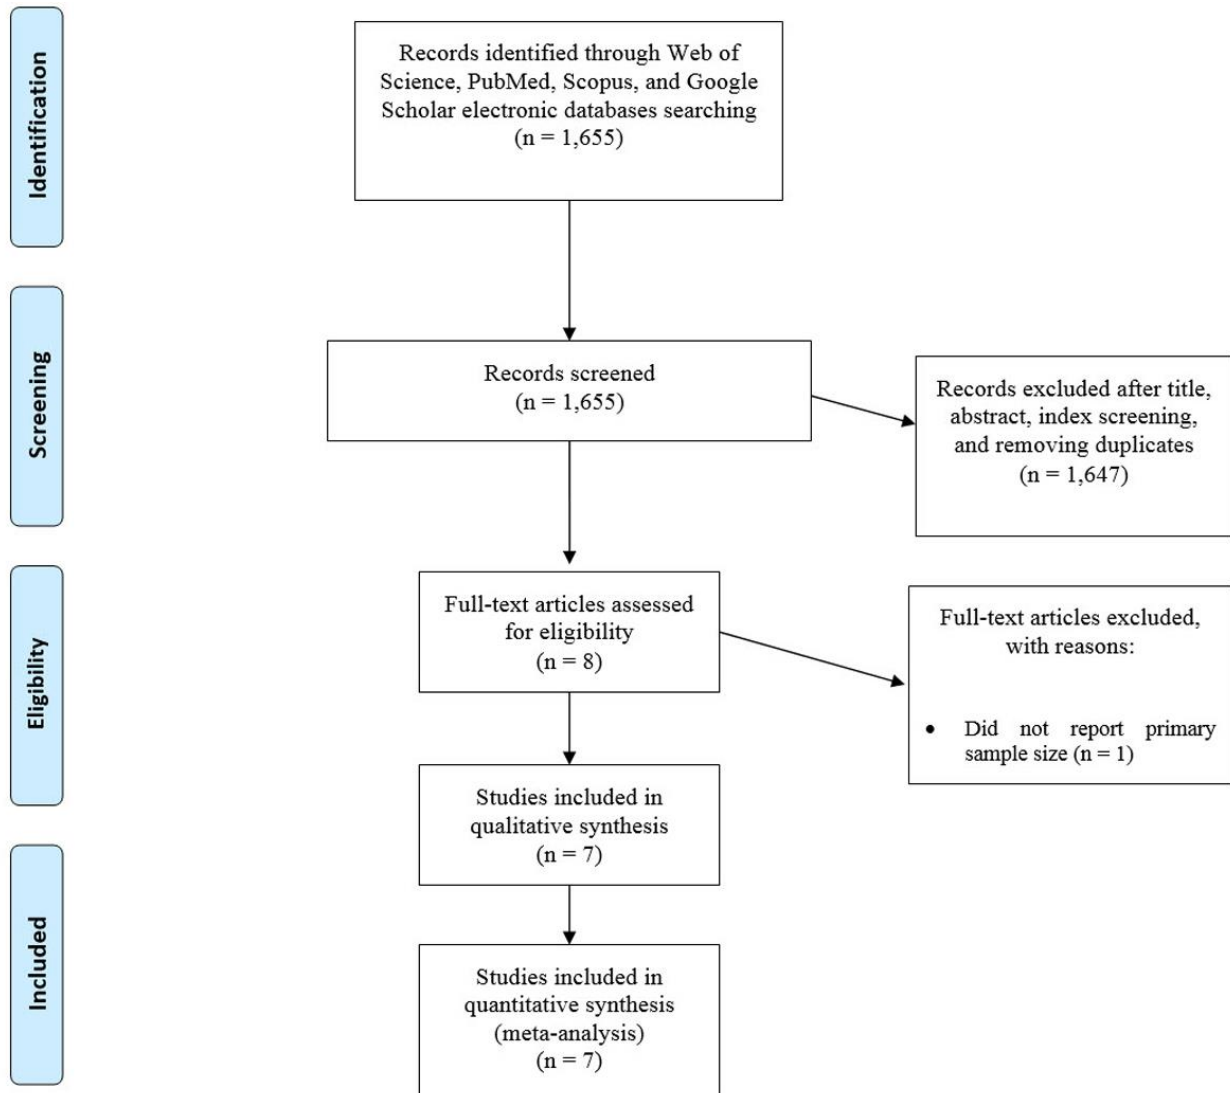 Identification
Records identified through Web of
Science, PubMed, Scopus, and Google
Scholar electronic databases searching
(n = 1,655)
Screening
Records screened
(n = 1,655)
Records excluded after title,
abstract, index screening,
and removing duplicates
(n = 1,647)
Eligibility
Full-text articles assessed
for eligibility
(n = 8)
Full-text articles excluded,
with reasons:
• Did not report primary
sample size (n = 1)
Studies included in
qualitative synthesis
(n = 7)
Included
Studies included in
quantitative synthesis
(meta-analysis)
(n = 7)